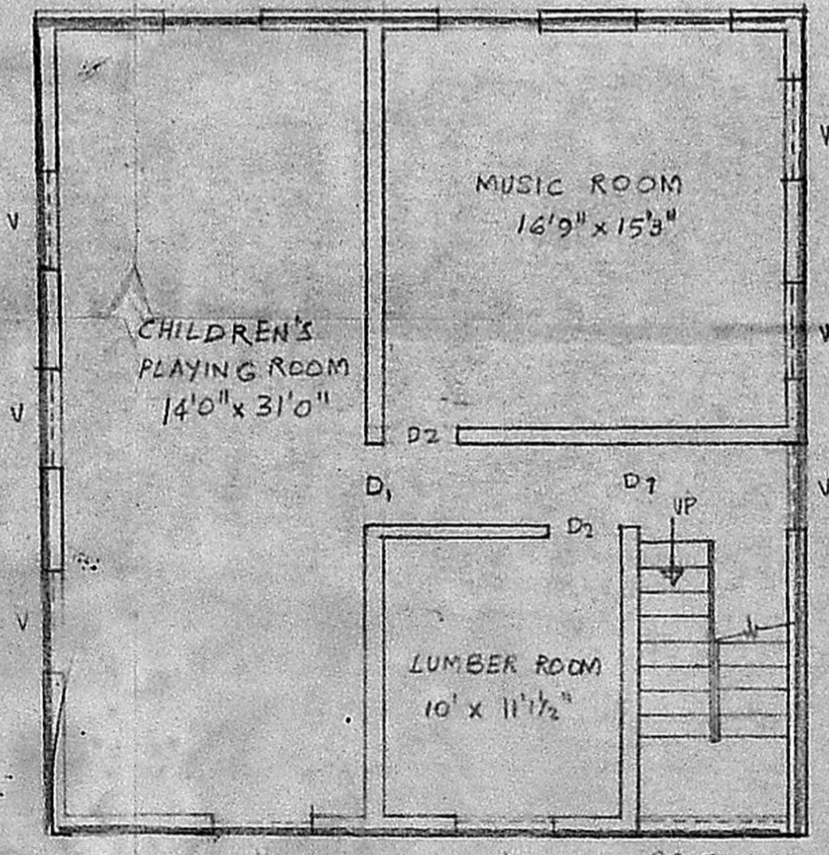 MUSIC ROOM
16'9" x 15'3"
V
V
V
V
V
V
CHILDREN'S
PLAYING ROOM
14'0" x 31'0"
D2
D1
D1
UP
D2
LUMBER ROOM
10' x 11'1½"